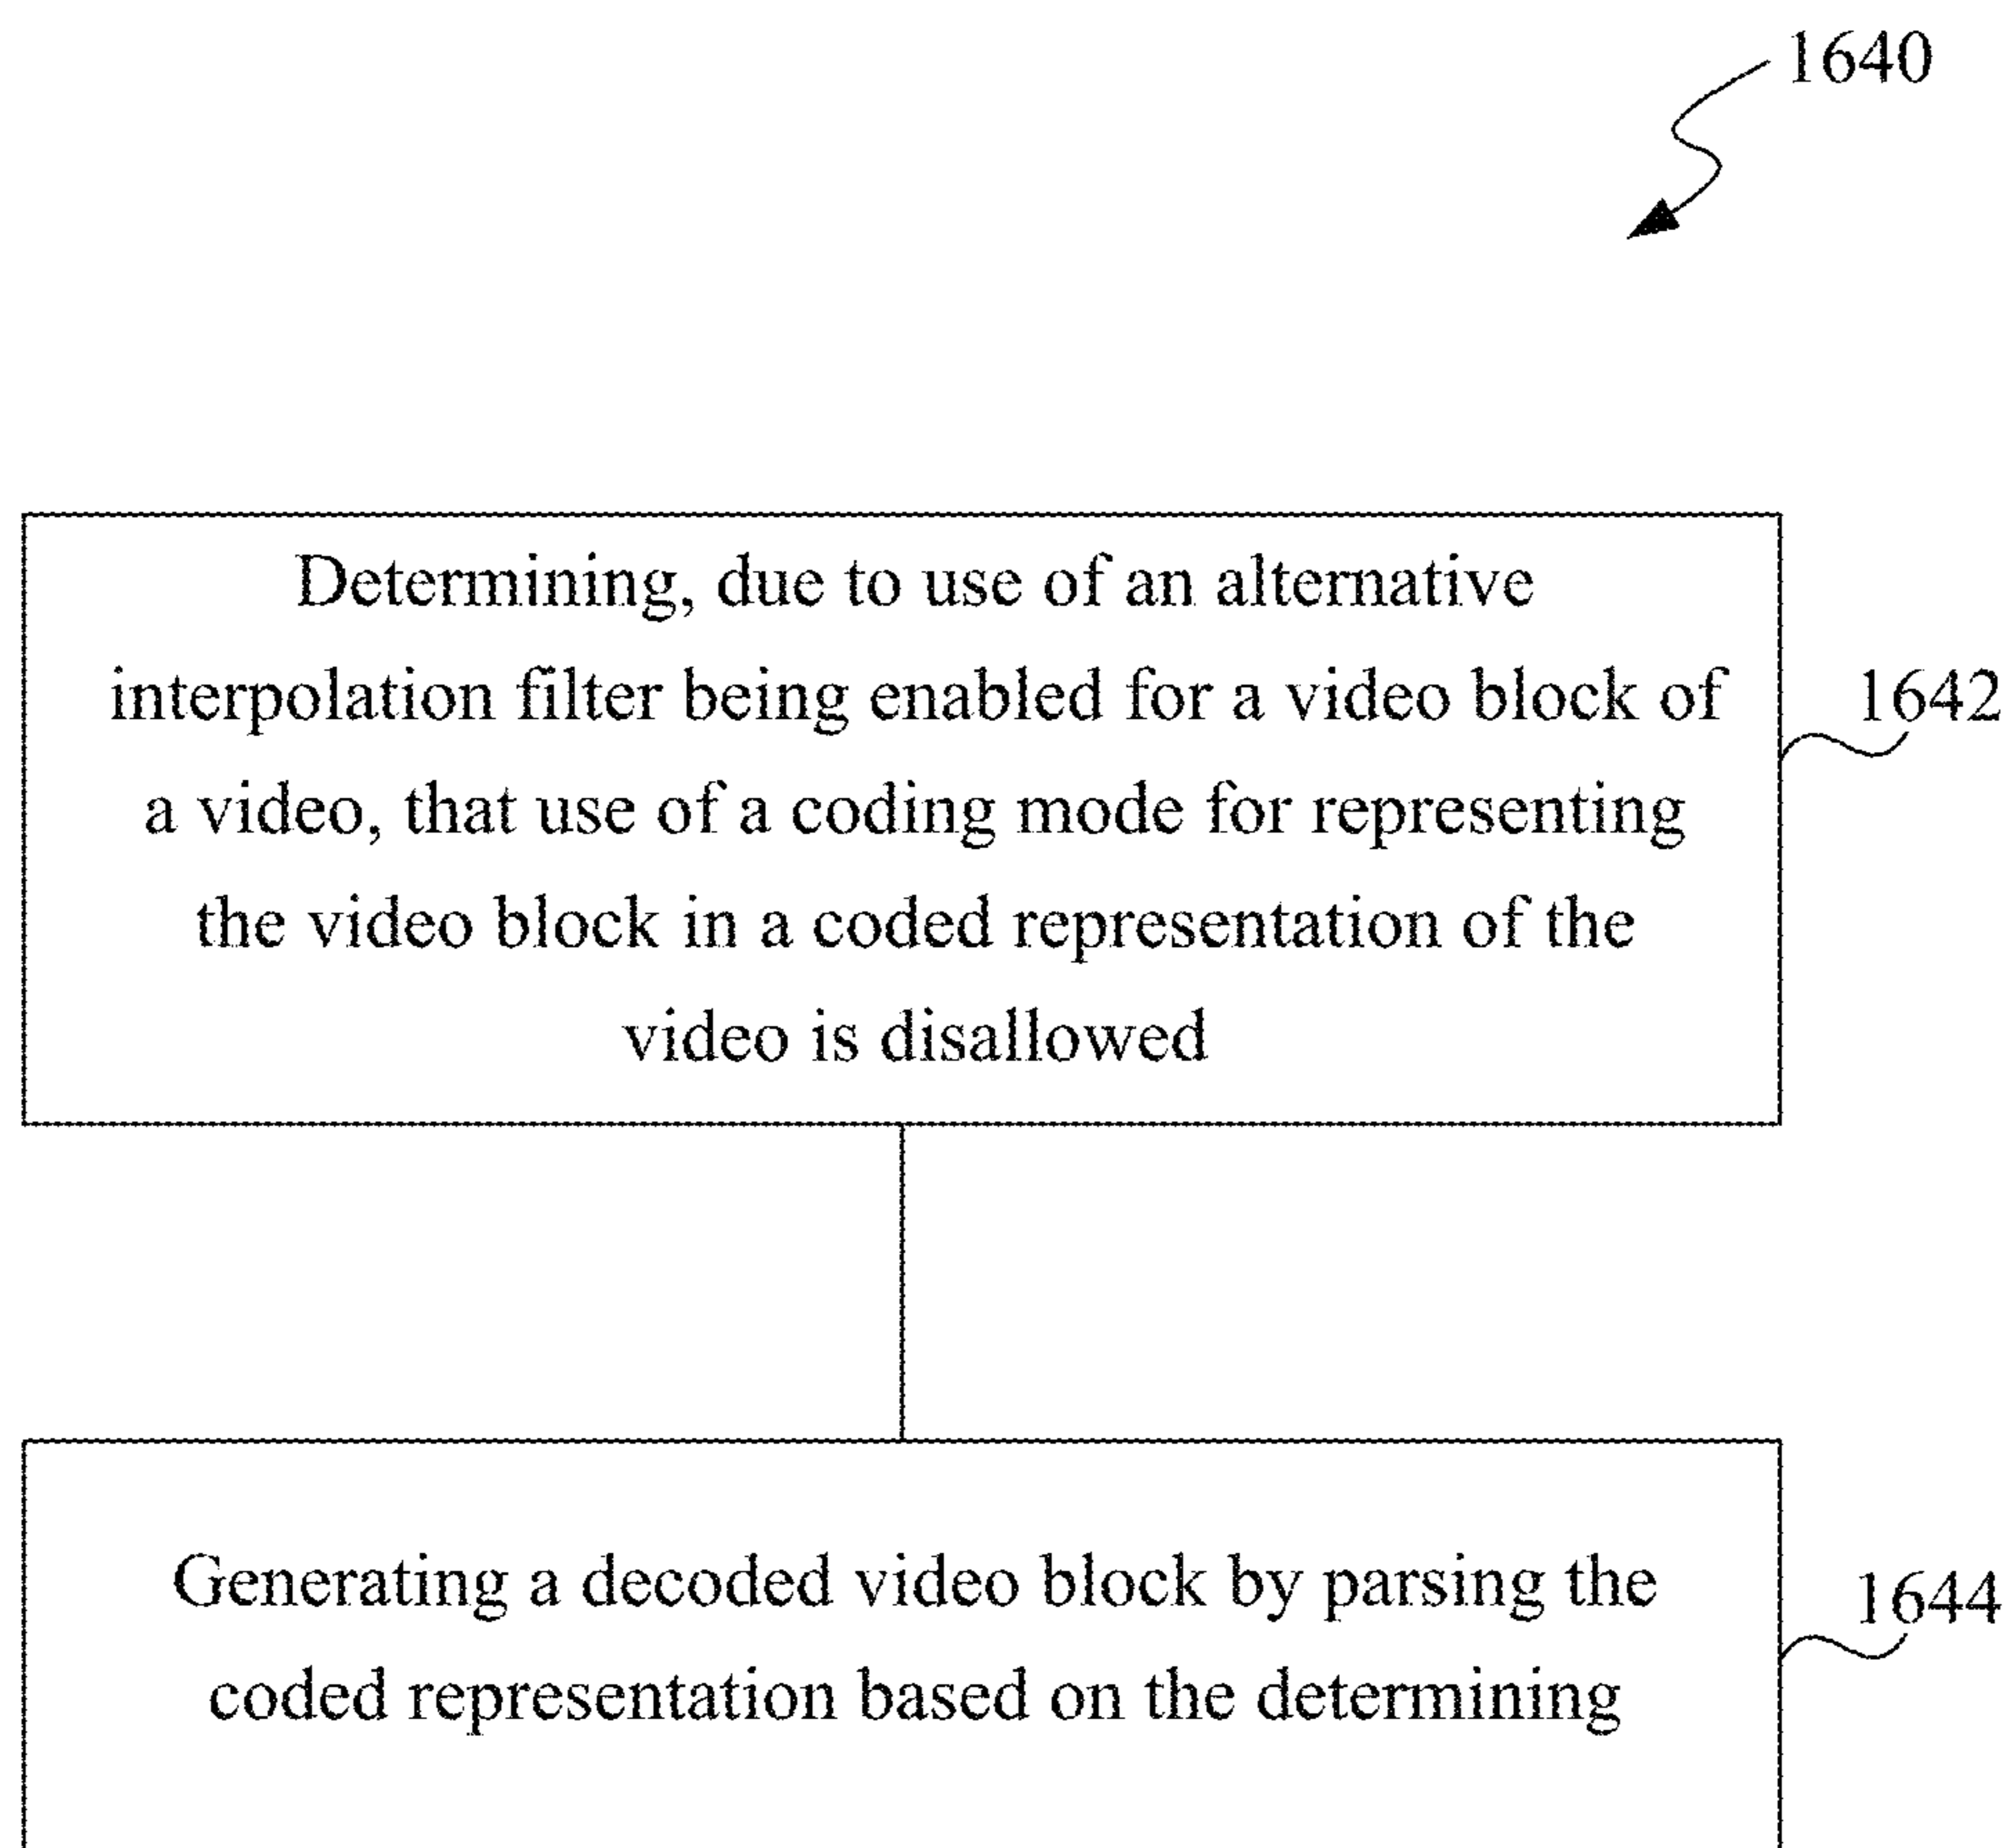 1640
Determining, due to use of an alternative
interpolation filter being enabled for a video block of
a video, that use of a coding mode for representing
the video block in a coded representation of the
video is disallowed
1642
Generating a decoded video block by parsing the
coded representation based on the determining
1644